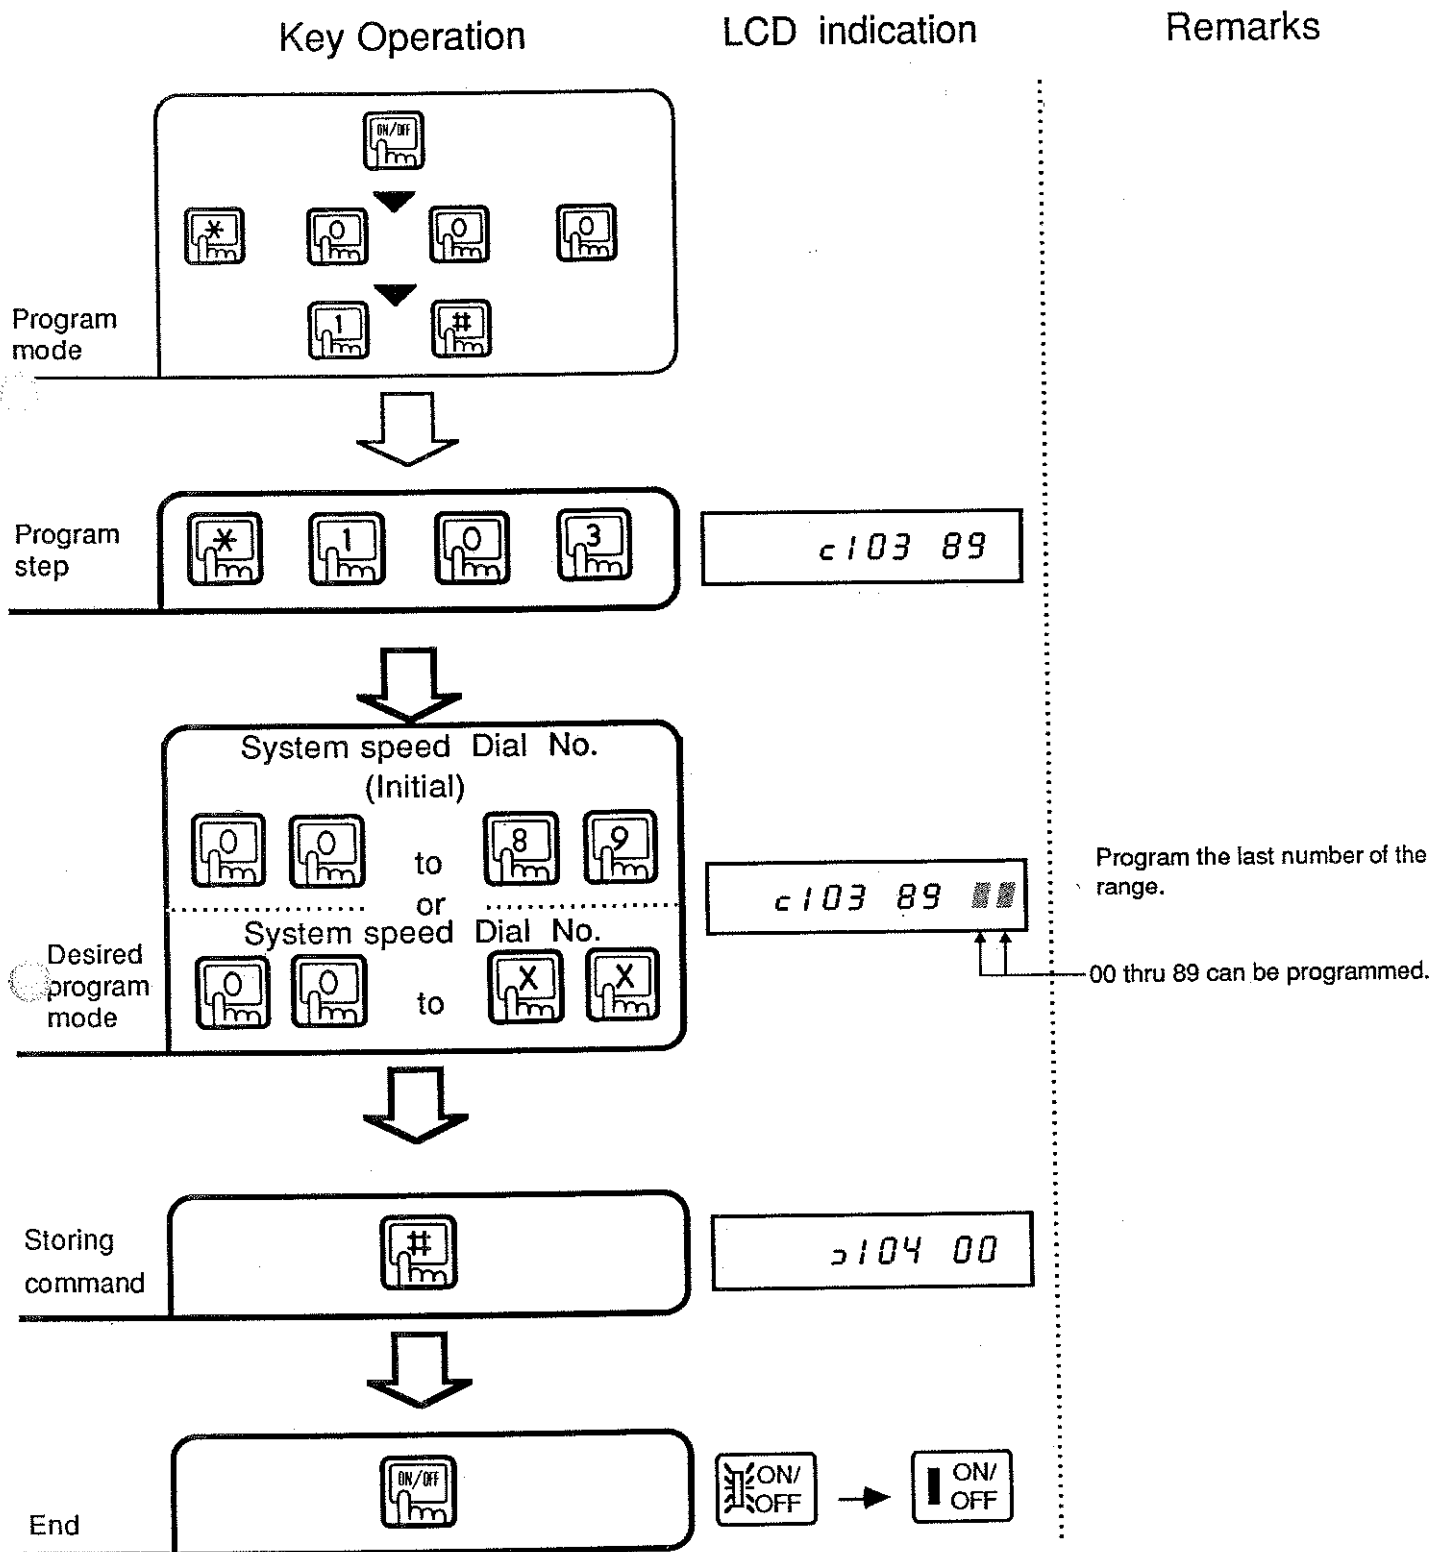 Key Operation LCD indication Remarks
ON/OFF
* 0 0 0
1 #
Program
mode
Program
step
* 1 0 3
c103 89
System speed Dial No.
(Initial)
0 0 to 8 9
or
System speed Dial No.
0 0 to X X
Desired
program
mode
c103 89
Program the last number of the
range.
00 thru 89 can be programmed.
Storing
command
#
ɔ104 00
End
ON/OFF
ON/
OFF
ON/
OFF